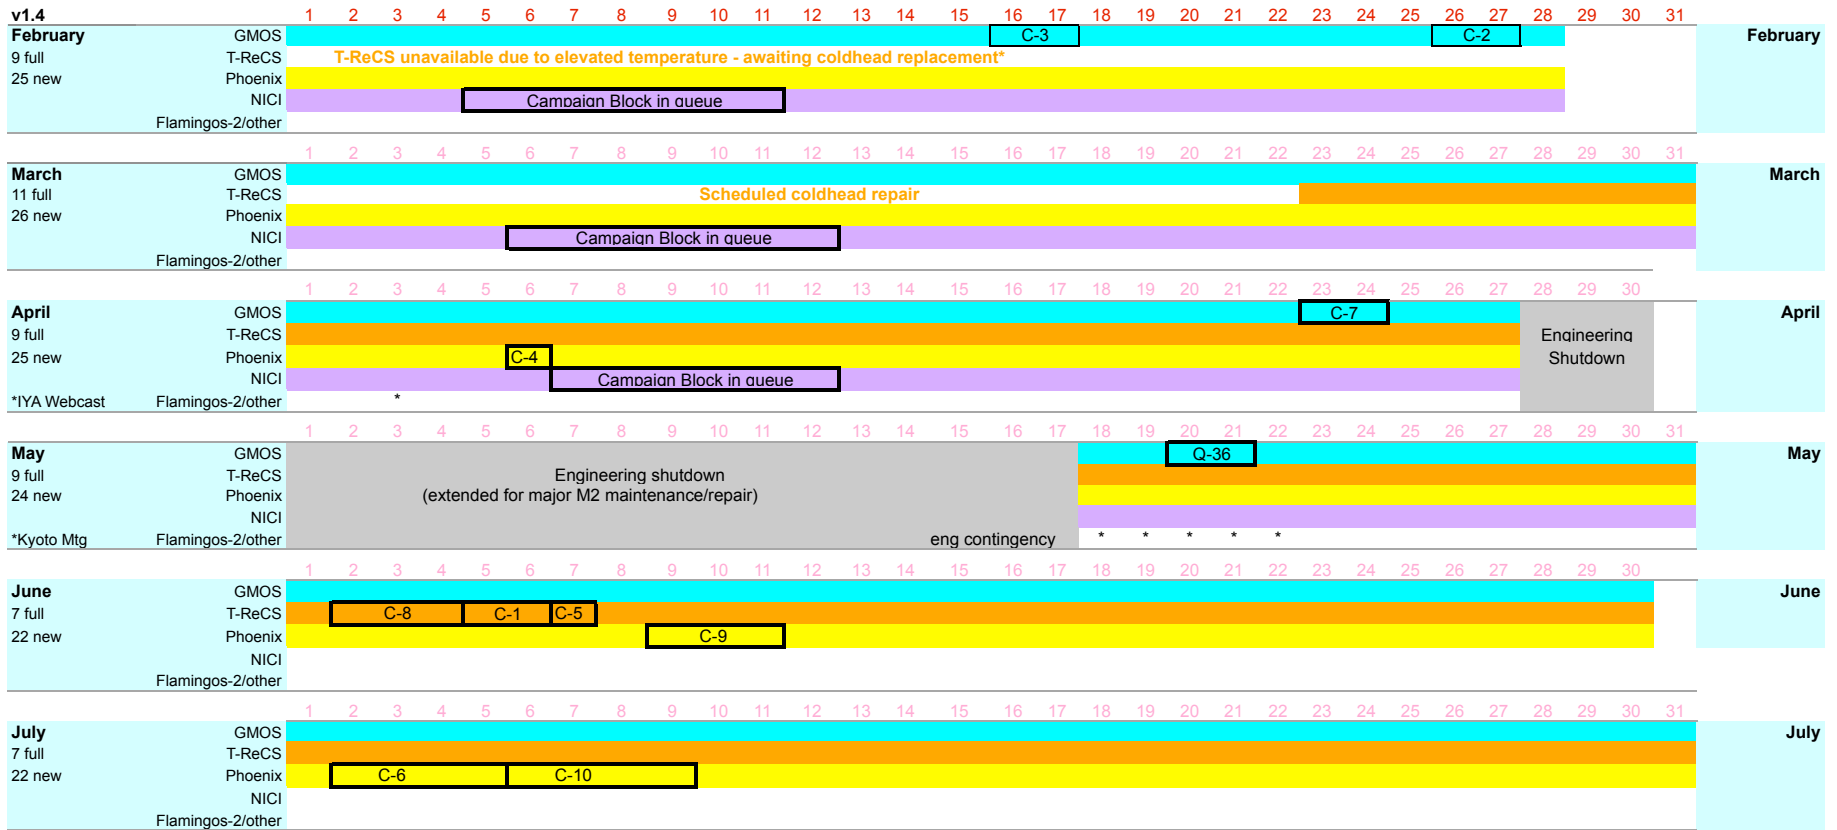 v1.4 1 2 3 4 5 6 7 8 9 10 11 12 13 14 15 16 17 18 19 20 21 22 23 24 25 26 27 28 29 30 31
February GMOS C-3 C-2 February
9 full T-ReCS T-ReCS unavailable due to elevated temperature - awaiting coldhead replacement*
25 new Phoenix
NICI Campaign Block in queue
Flamingos-2/other
1 2 3 4 5 6 7 8 9 10 11 12 13 14 15 16 17 18 19 20 21 22 23 24 25 26 27 28 29 30 31
March GMOS March
11 full T-ReCS Scheduled coldhead repair
26 new Phoenix
NICI Campaign Block in queue
Flamingos-2/other
1 2 3 4 5 6 7 8 9 10 11 12 13 14 15 16 17 18 19 20 21 22 23 24 25 26 27 28 29 30
April GMOS C-7 April
9 full T-ReCS Engineering
25 new Phoenix C-4 Shutdown
NICI Campaign Block in queue
*IYA Webcast Flamingos-2/other *
1 2 3 4 5 6 7 8 9 10 11 12 13 14 15 16 17 18 19 20 21 22 23 24 25 26 27 28 29 30 31
May GMOS Q-36 May
9 full T-ReCS Engineering shutdown
24 new Phoenix (extended for major M2 maintenance/repair)
NICI
*Kyoto Mtg Flamingos-2/other eng contingency * * * * *
1 2 3 4 5 6 7 8 9 10 11 12 13 14 15 16 17 18 19 20 21 22 23 24 25 26 27 28 29 30
June GMOS June
7 full T-ReCS C-8 C-1 C-5
22 new Phoenix C-9
NICI
Flamingos-2/other
1 2 3 4 5 6 7 8 9 10 11 12 13 14 15 16 17 18 19 20 21 22 23 24 25 26 27 28 29 30 31
July GMOS July
7 full T-ReCS
22 new Phoenix C-6 C-10
NICI
Flamingos-2/other